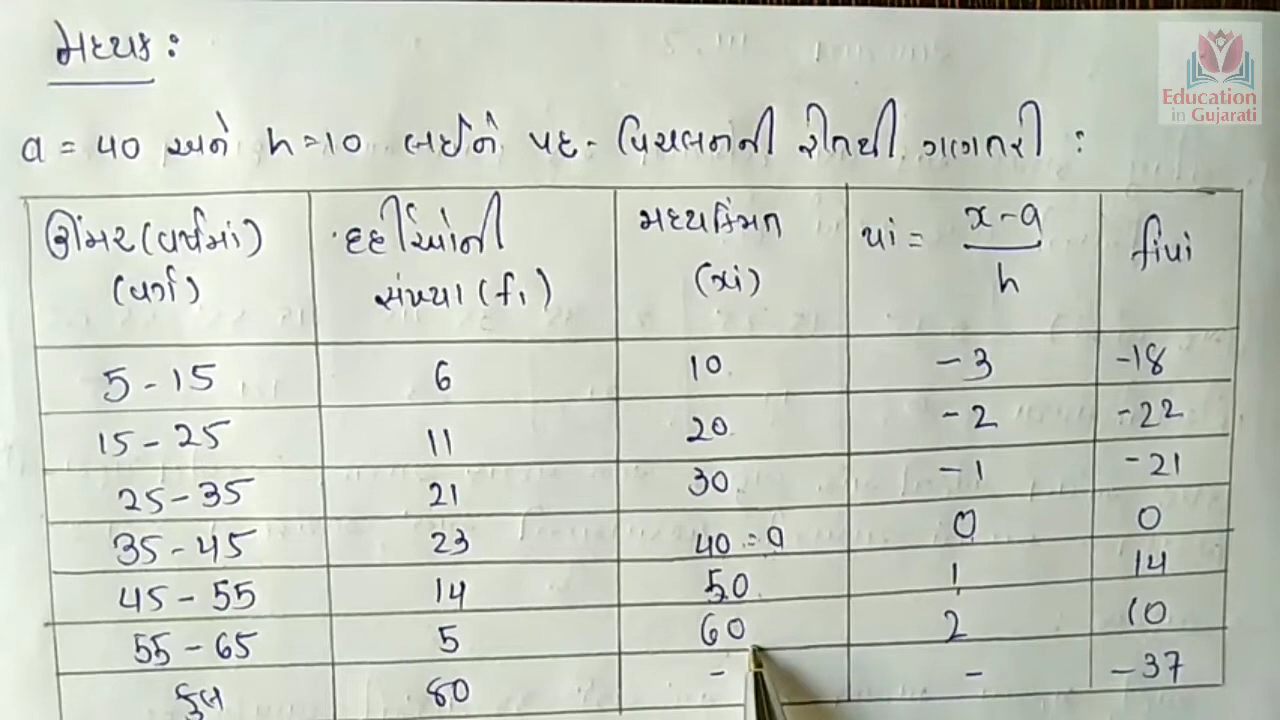 મધ્યક :
Education
in Gujarati
a = 40 અને h = 10 લઈને પદ - વિચલનની રીતથી ગણતરી :
ઉંમર (વર્ષમાં) (વર્ગ) દર્દીઓની સંખ્યા (f₁) મધ્યકિંમત (xi) ui = x-a / h fiui
5 - 15 6 10 -3 -18
15 - 25 11 20 -2 -22
25 - 35 21 30 -1 -21
35 - 45 23 40 = a 0 0
45 - 55 14 50 1 14
55 - 65 5 60 2 10
કુલ 80 - - -37